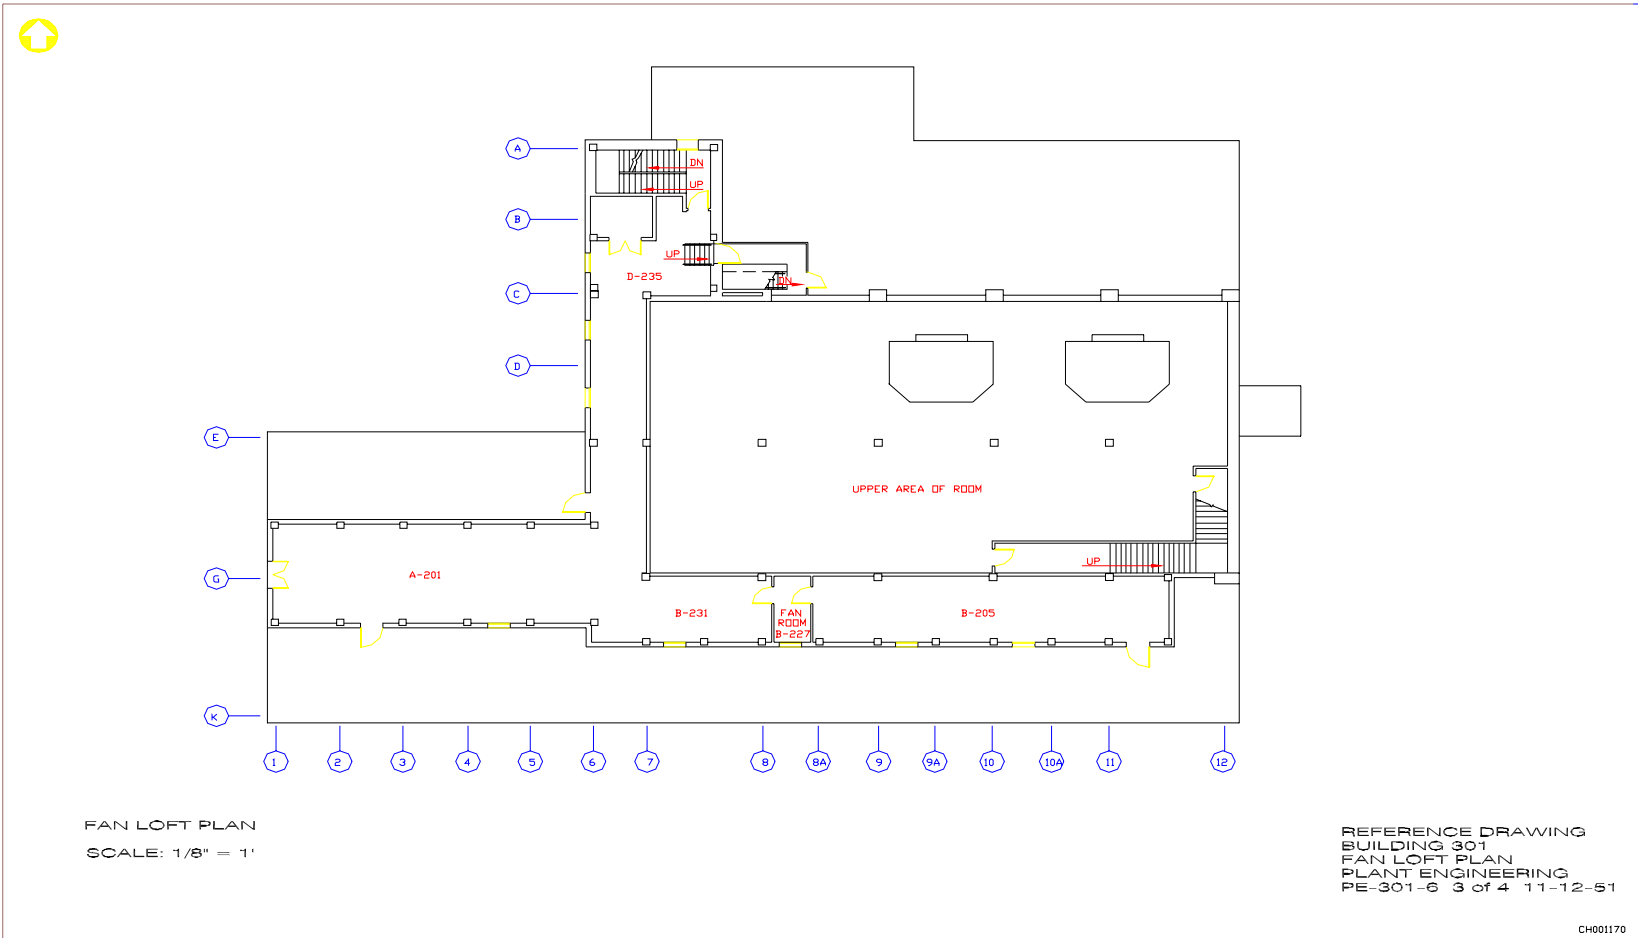 A
DN
UP
B
UP
D-235
DN
C
D
E
UPPER AREA OF ROOM
UP
G
A-201
B-231
FAN
ROOM
B-227
B-205
K
1 2 3 4 5 6 7 8 8A 9 9A 10 10A 11 12
FAN LOFT PLAN
SCALE: 1/8" = 1'
REFERENCE DRAWING
BUILDING 301
FAN LOFT PLAN
PLANT ENGINEERING
PE-301-6 3 of 4 11-12-51
CH001170